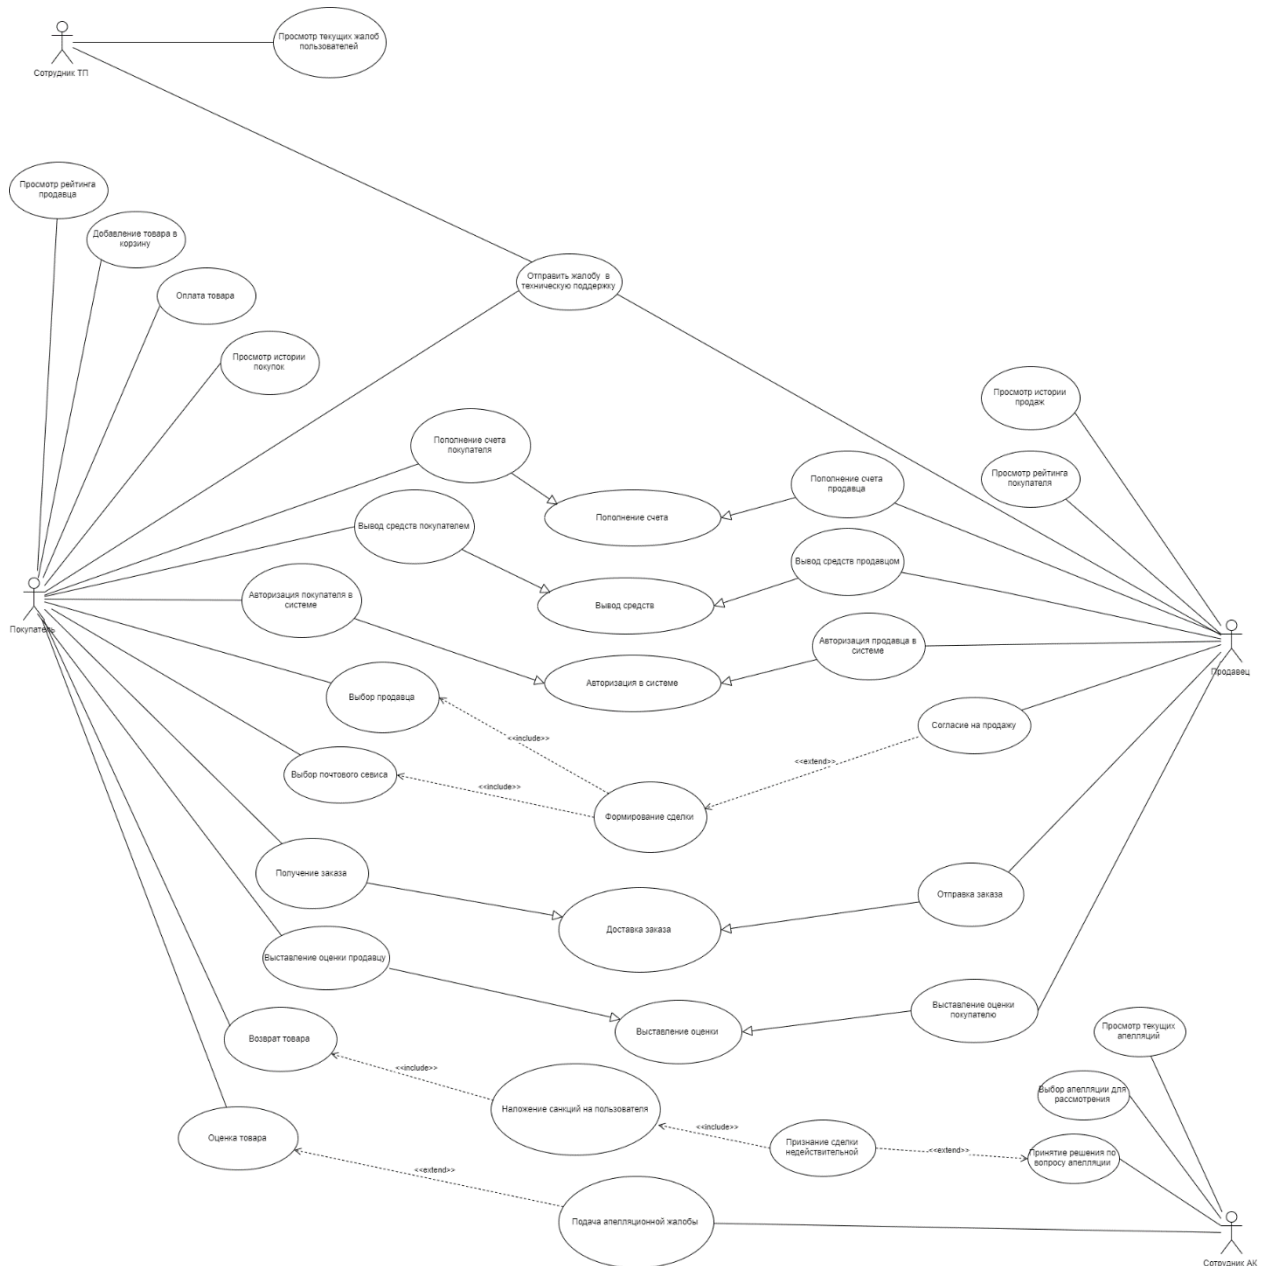 Просмотр текущих жалоб
пользователей
Сотрудник ТП
Просмотр рейтинга
продавца
Добавление товара в
корзину
Отправить жалобу в
техническую поддержку
Оплата товара
Просмотр истории
покупок
Просмотр истории
продаж
Пополнение счета
покупателя
Просмотр рейтинга
покупателя
Пополнение счета
продавца
Пополнение счета
Вывод средств покупателем
Вывод средств продавцом
Авторизация покупателя в
системе
Вывод средств
Покупатель
Авторизация продавца в
системе
Продавец
Авторизация в системе
Выбор продавца
Согласие на продажу
<<include>>
<<extend>>
Выбор почтового севиса
<<include>>
Формирование сделки
Получение заказа
Отправка заказа
Доставка заказа
Выставление оценки продавцу
Выставление оценки
покупателю
Выставление оценки
Просмотр текущих
апелляций
Возврат товара
<<include>>
Выбор апелляции для
рассмотрения
Наложение санкций на пользователя
<<include>>
Оценка товара
Признание сделки
недействительной
<<extend>>
Принятие решения по
вопросу апелляции
<<extend>>
Подача апелляционной жалобы
Сотрудник АК